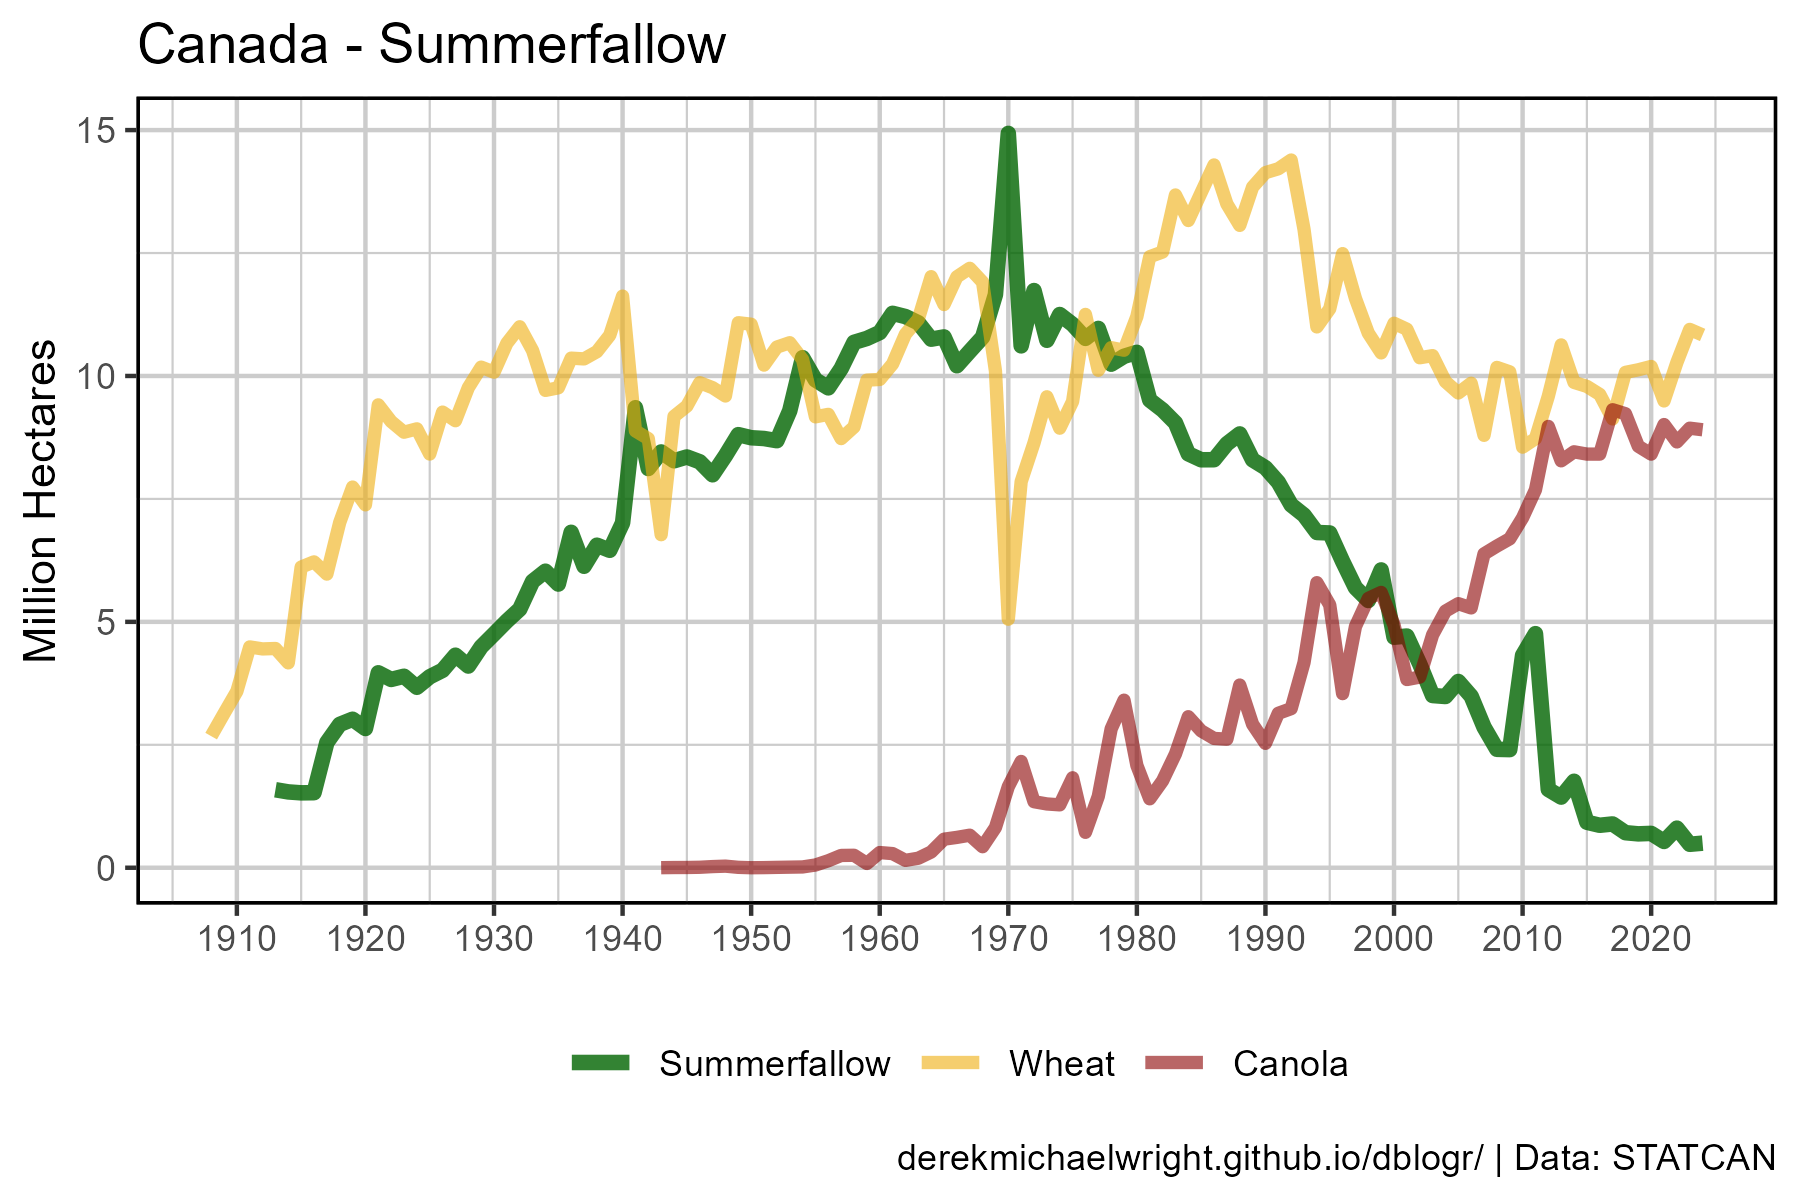 Canada - Summerfallow
Million Hectares
15
10
5
0
1910 1920 1930 1940 1950 1960 1970 1980 1990 2000 2010 2020
Summerfallow Wheat Canola
derekmichaelwright.github.io/dblogr/ | Data: STATCAN